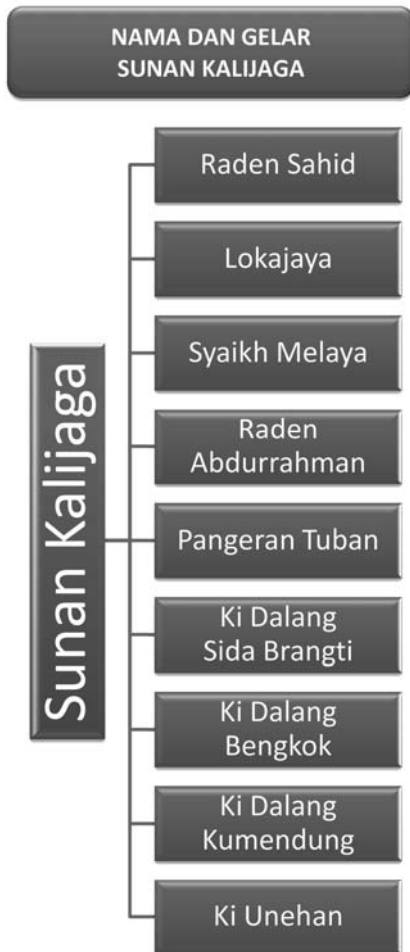 NAMA DAN GELAR
SUNAN KALIJAGA
Sunan Kalijaga
Raden Sahid
Lokajaya
Syaikh Melaya
Raden
Abdurrahman
Pangeran Tuban
Ki Dalang
Sida Brangti
Ki Dalang
Bengkok
Ki Dalang
Kumendung
Ki Unehan